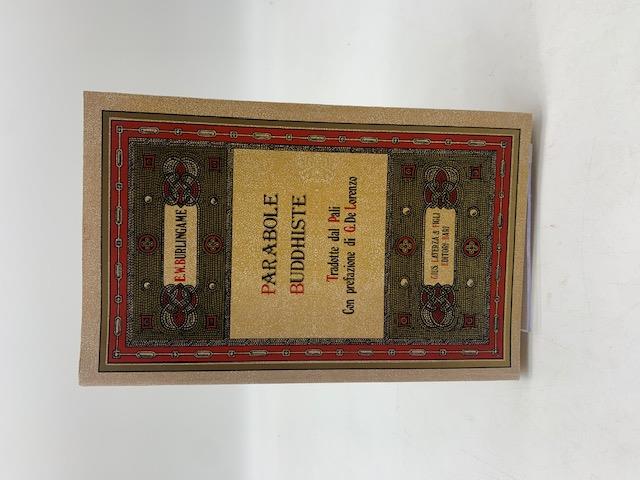 E.W.BURLINGAME
PARABOLE
BUDDHISTE
Tradotte dal Pali
Con prefazione di G.De Lorenzo
GIUS. LATERZA & FIGLI
EDITORI BARI